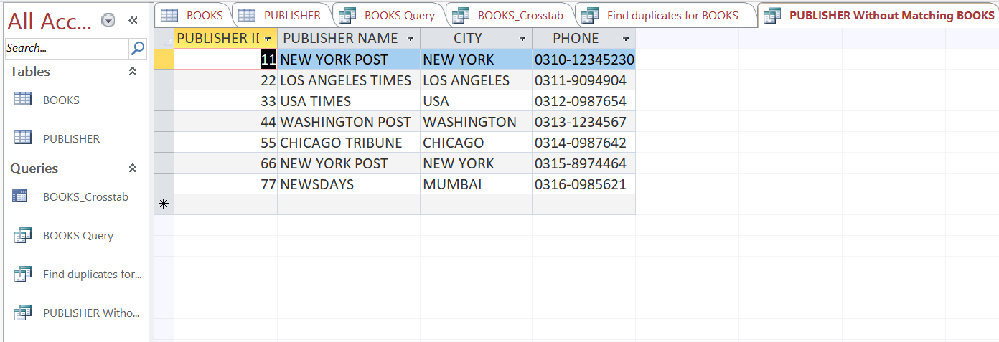 All Acc...
Search...
Tables
BOOKS
PUBLISHER
Queries
BOOKS_Crosstab
BOOKS Query
Find duplicates for...
PUBLISHER Witho...
BOOKS PUBLISHER BOOKS Query BOOKS_Crosstab Find duplicates for BOOKS PUBLISHER Without Matching BOOKS
PUBLISHER ID PUBLISHER NAME CITY PHONE
11 NEW YORK POST NEW YORK 0310-12345230
22 LOS ANGELES TIMES LOS ANGELES 0311-9094904
33 USA TIMES USA 0312-0987654
44 WASHINGTON POST WASHINGTON 0313-1234567
55 CHICAGO TRIBUNE CHICAGO 0314-0987642
66 NEW YORK POST NEW YORK 0315-8974464
77 NEWSDAYS MUMBAI 0316-0985621